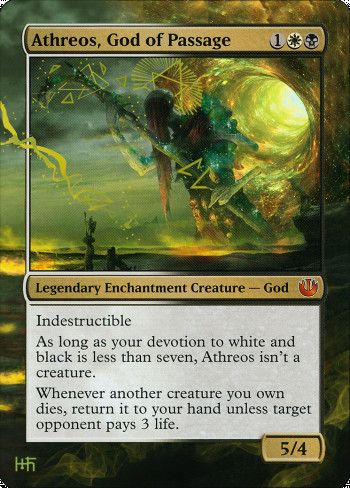 Athreos, God of Passage 1
Legendary Enchantment Creature — God
Indestructible
As long as your devotion to white and
black is less than seven, Athreos isn't a
creature.
Whenever another creature you own
dies, return it to your hand unless target
opponent pays 3 life.
5/4